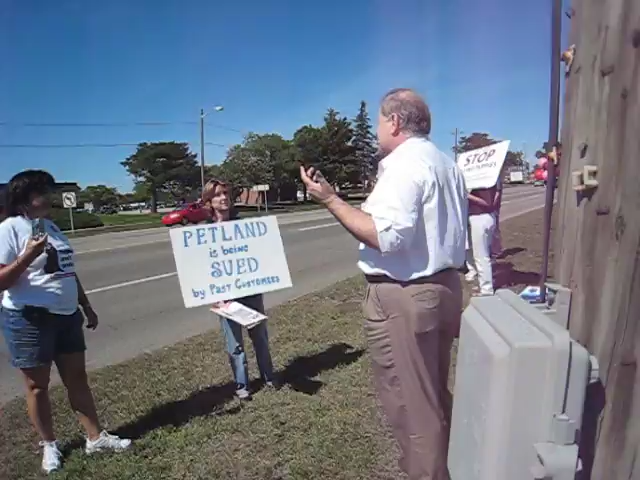 PETLAND
is being
SUED
by PAST CUSTOMERS
STOP